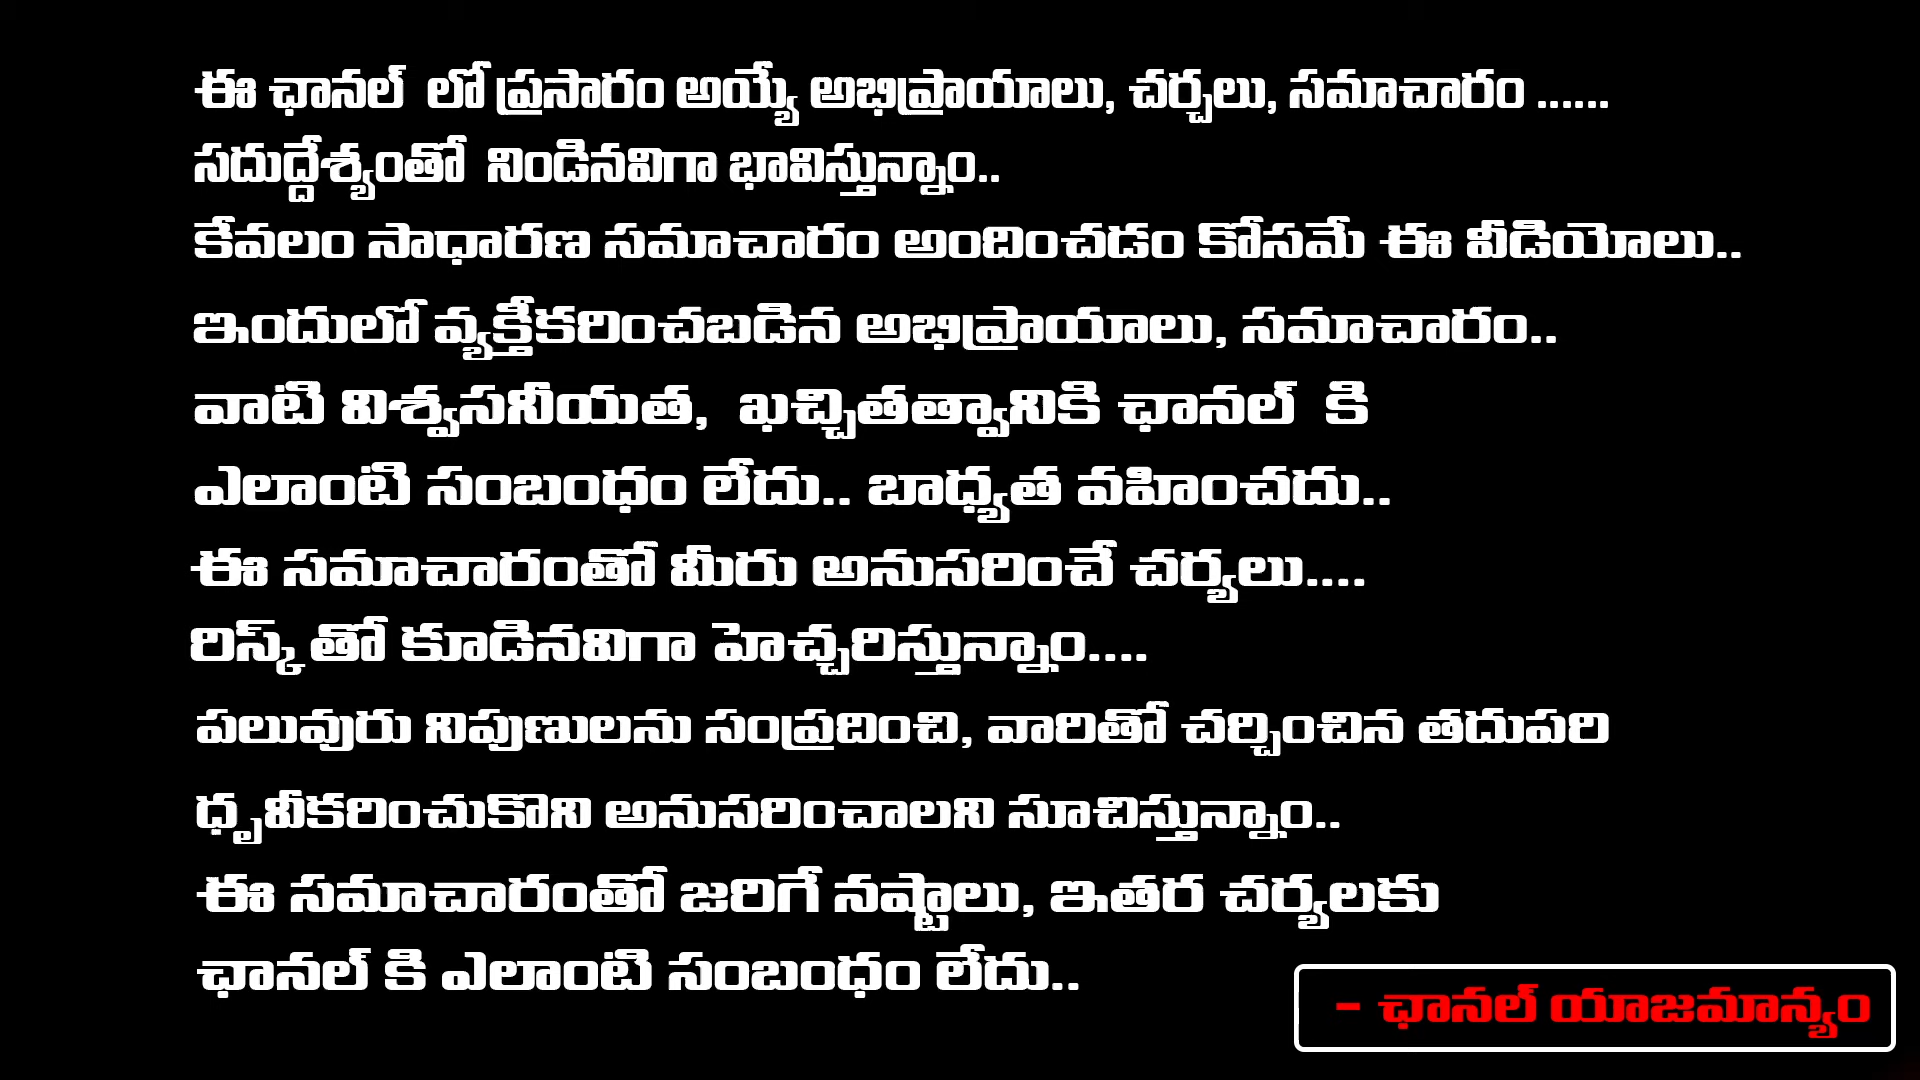 ఈ ఛానల్ లో ప్రసారం అయ్యే అభిప్రాయాలు, చర్చలు, సమాచారం ......
సదుద్దేశ్యంతో నిండినవిగా భావిస్తున్నాం..
కేవలం సాధారణ సమాచారం అందించడం కోసమే ఈ వీడియోలు..
ఇందులో వ్యక్తీకరించబడిన అభిప్రాయాలు, సమాచారం..
వాటి విశ్వసనీయత, ఖచ్చితత్వానికి ఛానల్ కి
ఎలాంటి సంబంధం లేదు.. బాధ్యత వహించదు..
ఈ సమాచారంతో మీరు అనుసరించే చర్యలు....
రిస్క్ తో కూడినవిగా హెచ్చరిస్తున్నాం....
పలువురు నిపుణులను సంప్రదించి, వారితో చర్చించిన తదుపరి
ధృవీకరించుకొని అనుసరించాలని సూచిస్తున్నాం..
ఈ సమాచారంతో జరిగే నష్టాలు, ఇతర చర్యలకు
ఛానల్ కి ఎలాంటి సంబంధం లేదు..
- ఛానల్ యాజమాన్యం